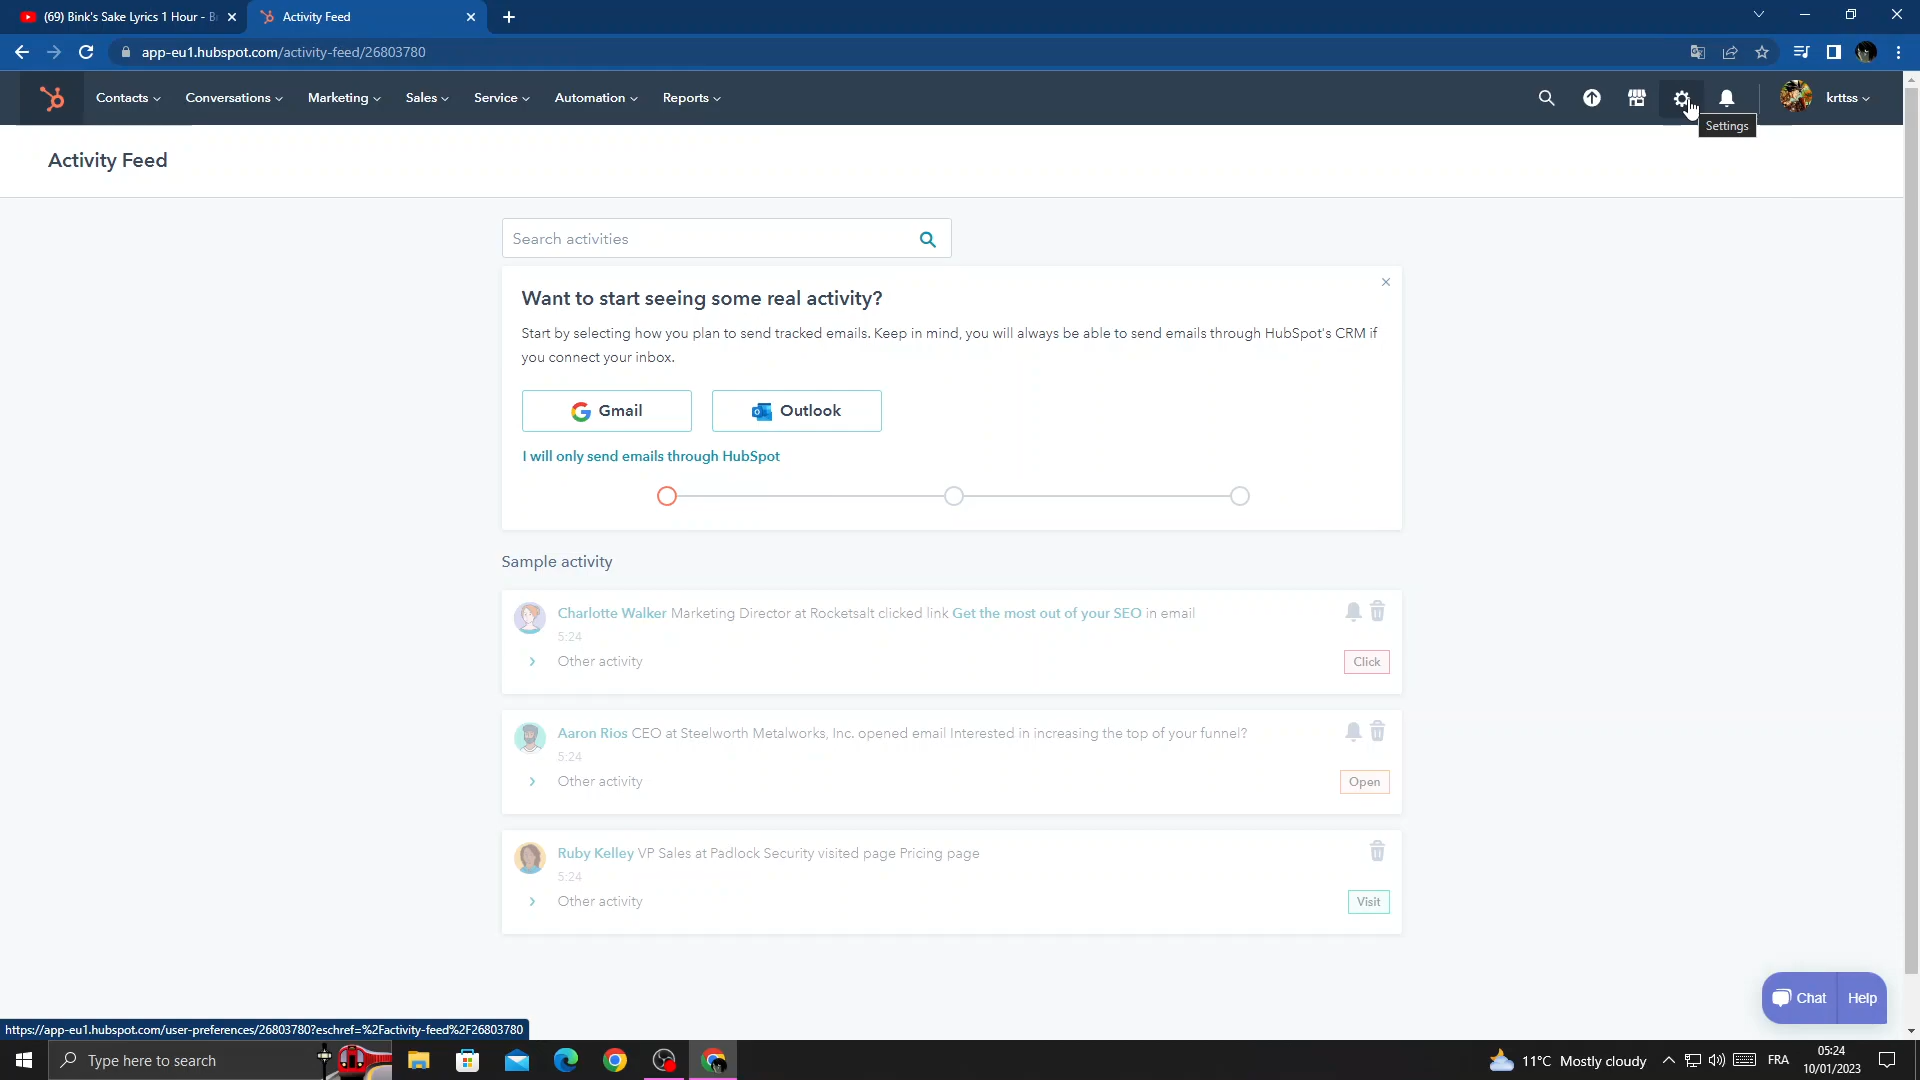 (69) Bink's Sake Lyrics 1 Hour - B
Activity Feed
app-eu1.hubspot.com/activity-feed/26803780
Contacts
Conversations
Marketing
Sales
Service
Automation
Reports
krttss
Settings
Activity Feed
Search activities
Want to start seeing some real activity?
Start by selecting how you plan to send tracked emails. Keep in mind, you will always be able to send emails through HubSpot's CRM if
you connect your inbox.
Gmail
Outlook
I will only send emails through HubSpot
Sample activity
Charlotte Walker Marketing Director at Rocketsalt clicked link Get the most out of your SEO in email
5:24
Other activity
Click
Aaron Rios CEO at Steelworth Metalworks, Inc. opened email Interested in increasing the top of your funnel?
5:24
Other activity
Open
Ruby Kelley VP Sales at Padlock Security visited page Pricing page
5:24
Other activity
Visit
Chat
Help
https://app-eu1.hubspot.com/user-preferences/26803780?eschref=%2Factivity-feed%2F26803780
Type here to search
11°C Mostly cloudy
FRA
05:24
10/01/2023